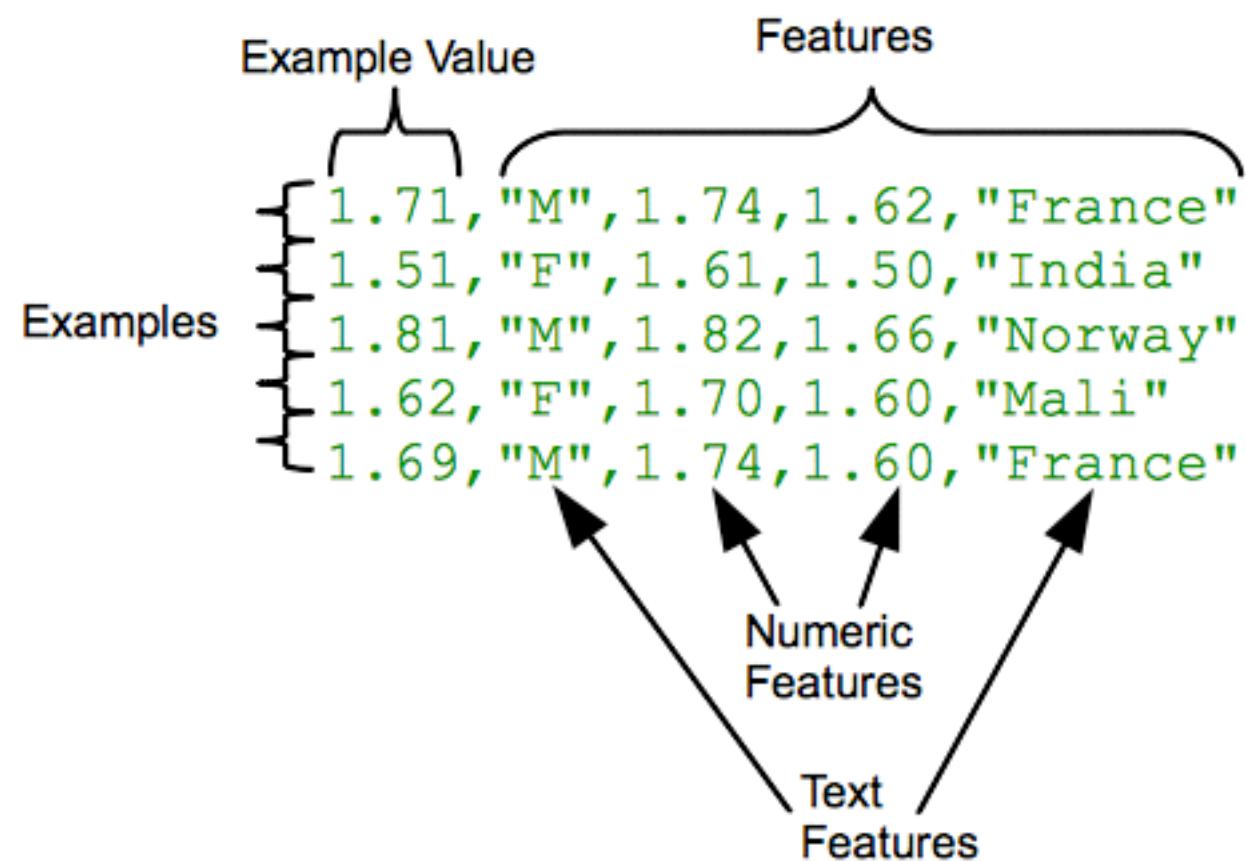 Example Value
Features
1.71,"M",1.74,1.62,"France"
1.51,"F",1.61,1.50,"India"
Examples
1.81,"M",1.82,1.66,"Norway"
1.62,"F",1.70,1.60,"Mali"
1.69,"M",1.74,1.60,"France"
Numeric
Features
Text
Features